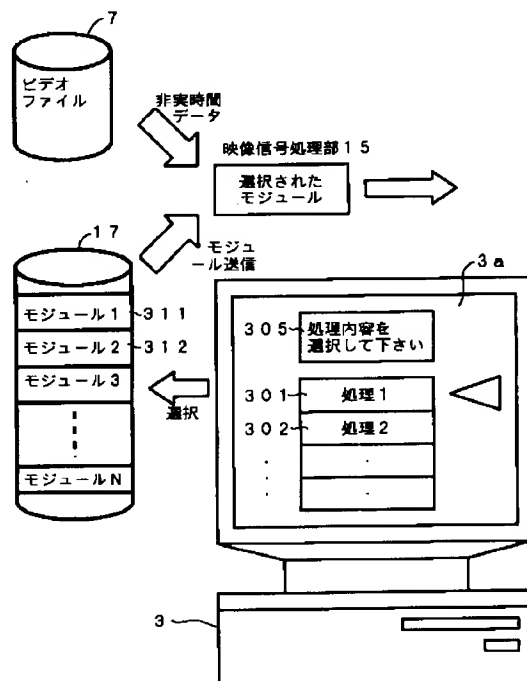 7
ビデオ
ファイル
非実時間
データ
映像信号処理部15
選択された
モジュール
モジュ
ール送信
17
モジュール1
311
モジュール2
312
モジュール3
モジュールN
選択
3a
305
処理内容を
選択して下さい
301
処理1
302
処理2
3